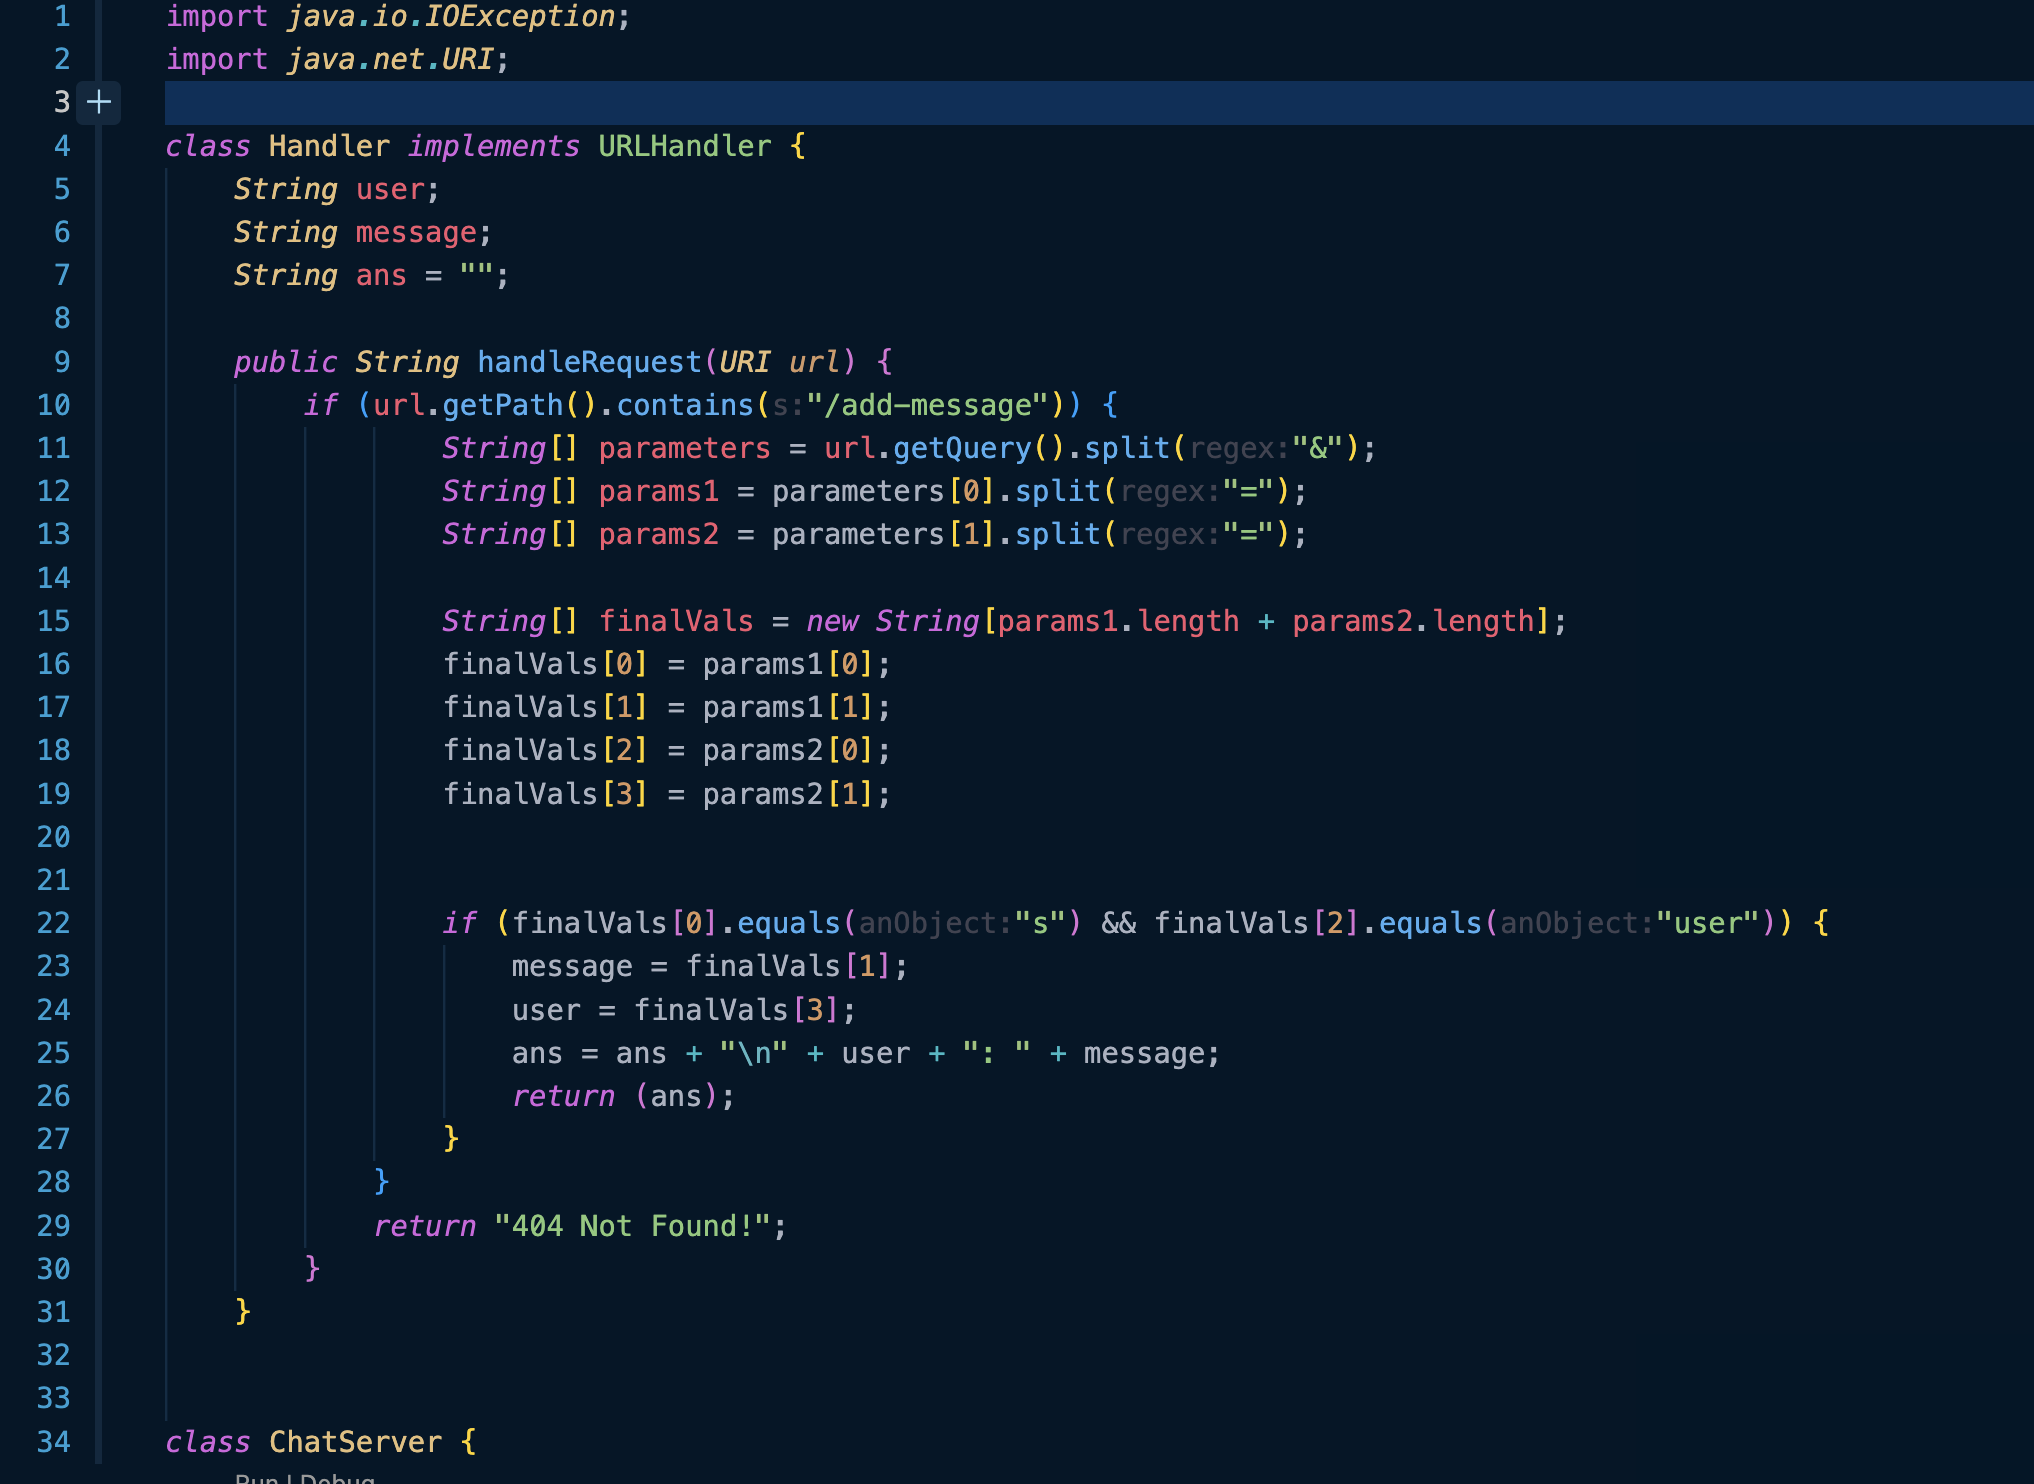 1 import java.io.IOException;
2 import java.net.URI;
3 +
4 class Handler implements URLHandler {
5 String user;
6 String message;
7 String ans = "";
8
9 public String handleRequest(URI url) {
10 if (url.getPath().contains(s:"/add-message")) {
11 String[] parameters = url.getQuery().split(regex:"&");
12 String[] params1 = parameters[0].split(regex:"=");
13 String[] params2 = parameters[1].split(regex:"=");
14
15 String[] finalVals = new String[params1.length + params2.length];
16 finalVals[0] = params1[0];
17 finalVals[1] = params1[1];
18 finalVals[2] = params2[0];
19 finalVals[3] = params2[1];
20
21
22 if (finalVals[0].equals(anObject:"s") && finalVals[2].equals(anObject:"user")) {
23 message = finalVals[1];
24 user = finalVals[3];
25 ans = ans + "\n" + user + ": " + message;
26 return (ans);
27 }
28 }
29 return "404 Not Found!";
30 }
31 }
32
33
34 class ChatServer {
Run | Debug